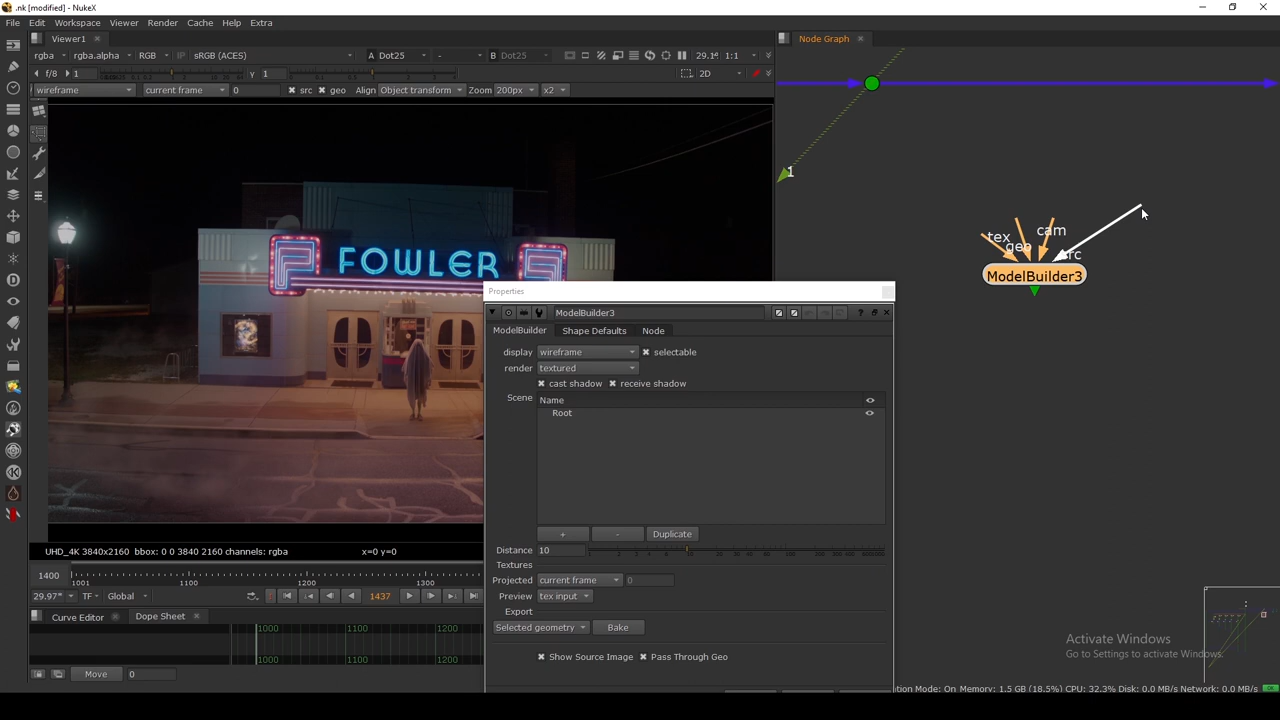 .nk [modified] - NukeX
File Edit Workspace Viewer Render Cache Help Extra
Viewer1
rgba rgba.alpha RGB IP sRGB (ACES) A Dot25 - B Dot25 29.1 1:1
f/8 1 y 1 2D
wireframe current frame 0 src geo Align Object transform Zoom 200px x2
FOWLER
Node Graph
1
tex geo cam
ModelBuilder3
Properties
ModelBuilder3
ModelBuilder Shape Defaults Node
display wireframe selectable
render textured
cast shadow receive shadow
Scene Name
Root
+ - Duplicate
Distance 10
Textures
Projected current frame 0
Preview tex input
Export
Selected geometry Bake
Show Source Image Pass Through Geo
UHD_4K 3840x2160 bbox: 0 0 3840 2160 channels: rgba x=0 y=0
1400 1001 1100 1200 1300
29.97* TF Global 1437
Curve Editor Dope Sheet
1000 1100 1200
1000 1100 1200
Move 0
Activate Windows
Go to Settings to activate Windows.
tion Mode: On Memory: 1.5 GB (18.5%) CPU: 32.3% Disk: 0.0 MB/s Network: 0.0 MB/s